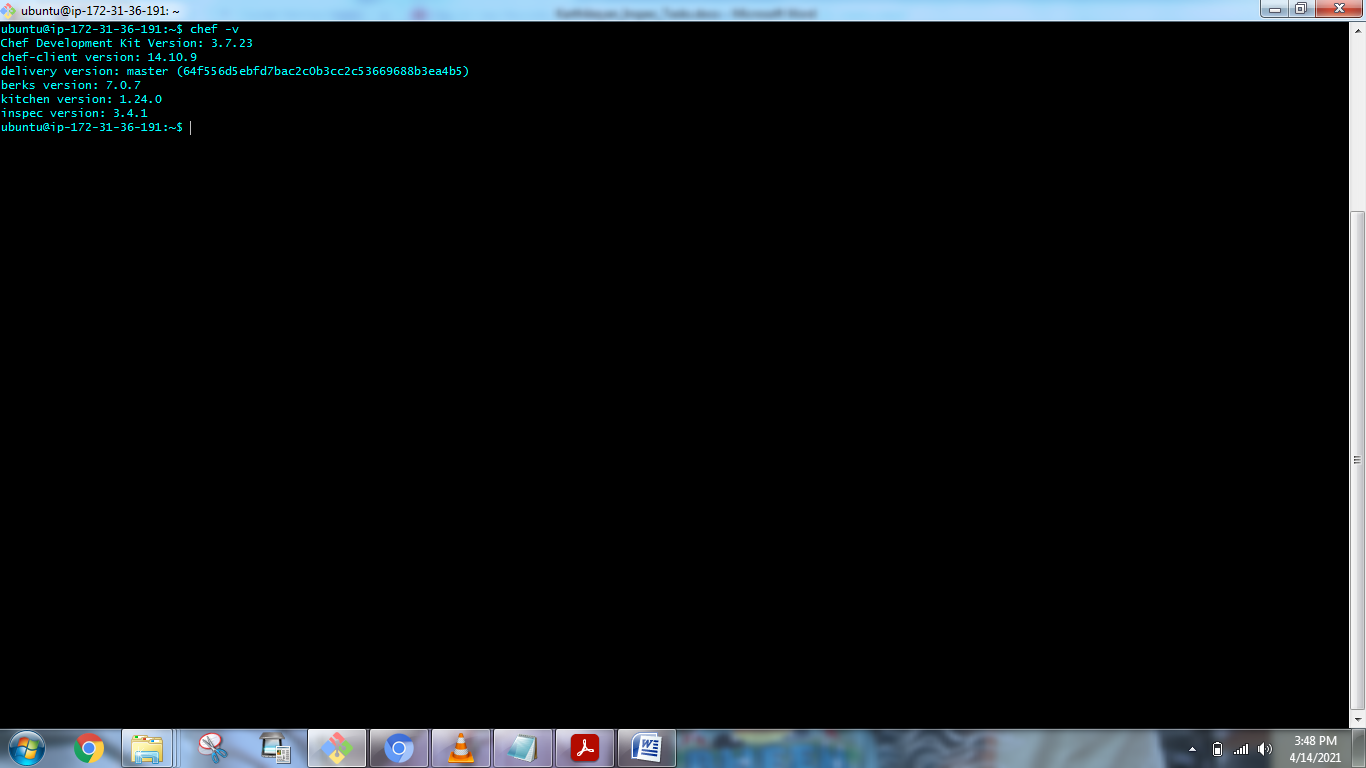 ubuntu@ip-172-31-36-191: ~
ubuntu@ip-172-31-36-191:~$ chef -v
Chef Development Kit Version: 3.7.23
chef-client version: 14.10.9
delivery version: master (64f556d5ebfd7bac2c0b3cc2c53669688b3ea4b5)
berks version: 7.0.7
kitchen version: 1.24.0
inspec version: 3.4.1
ubuntu@ip-172-31-36-191:~$
3:48 PM
4/14/2021